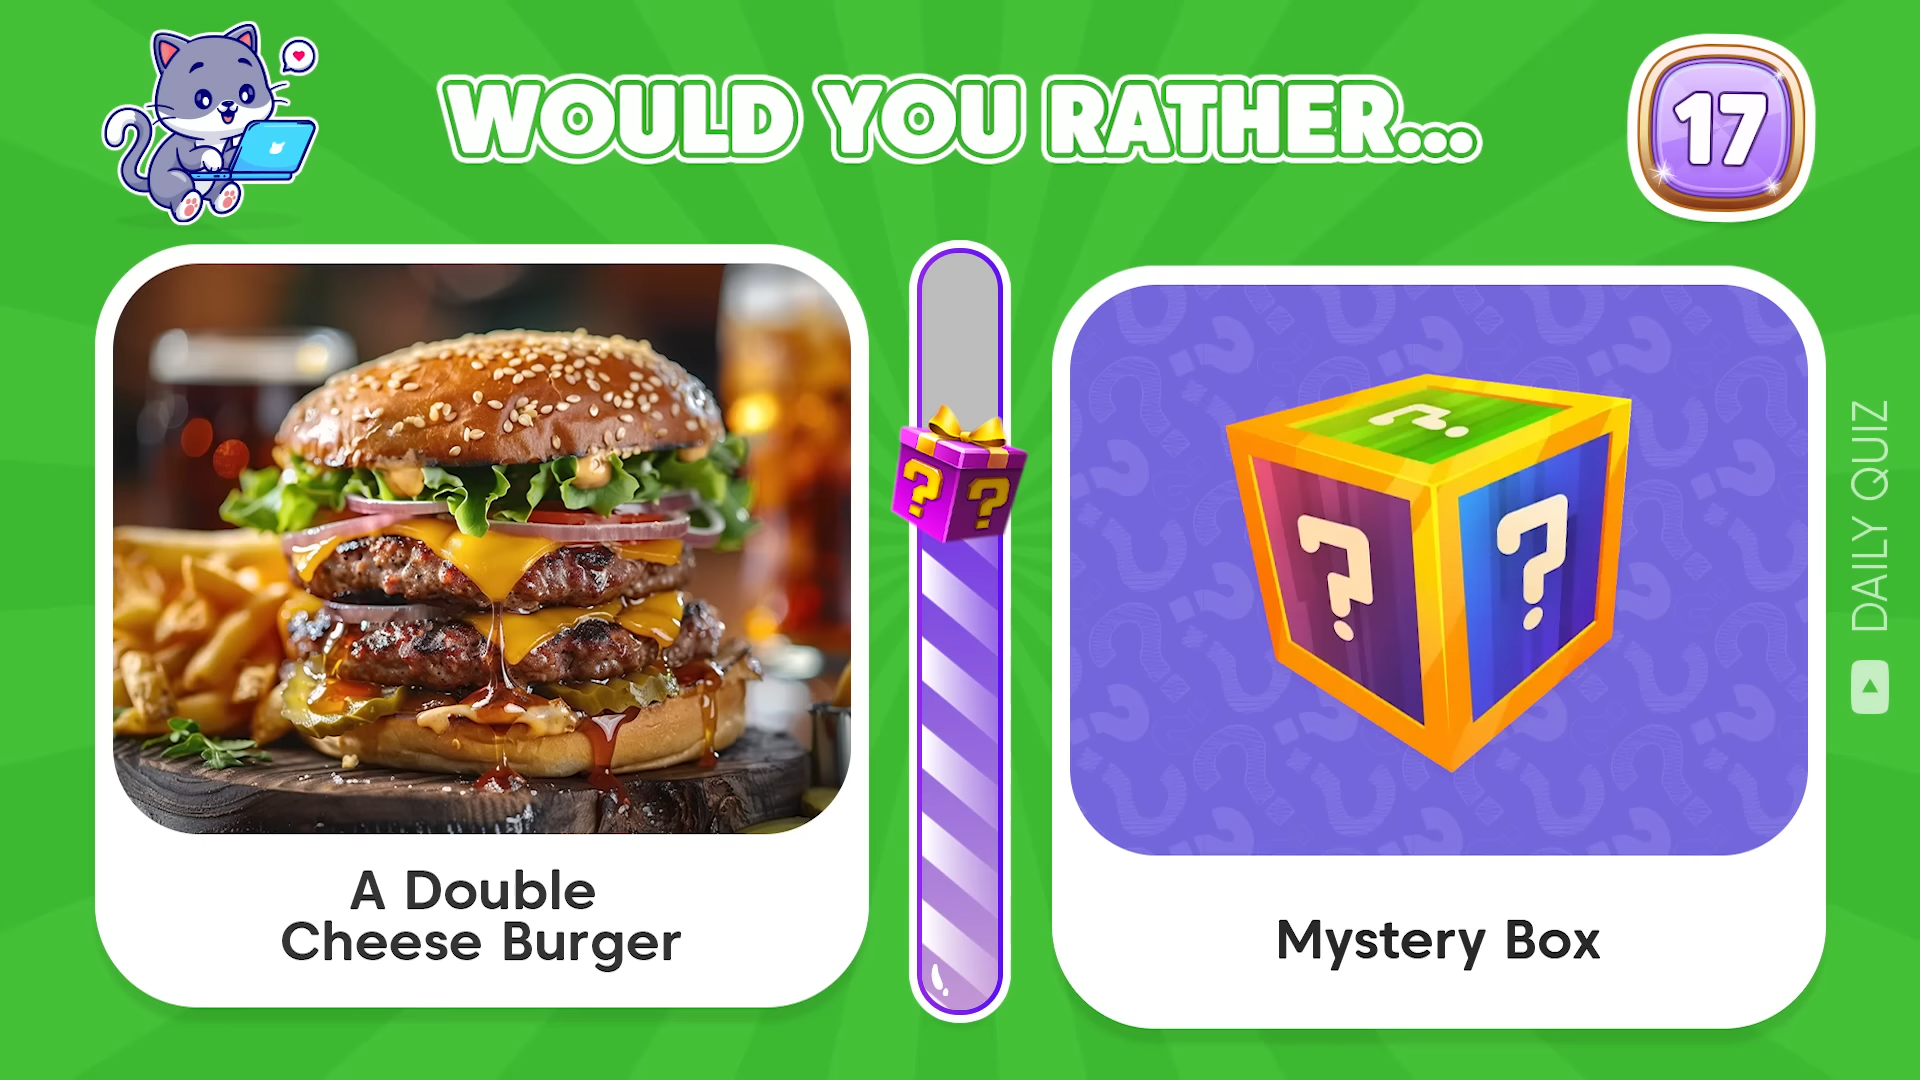 WOULD YOU RATHER...
17
? ?
?
? ?
A Double
Cheese Burger
Mystery Box
DAILY QUIZ